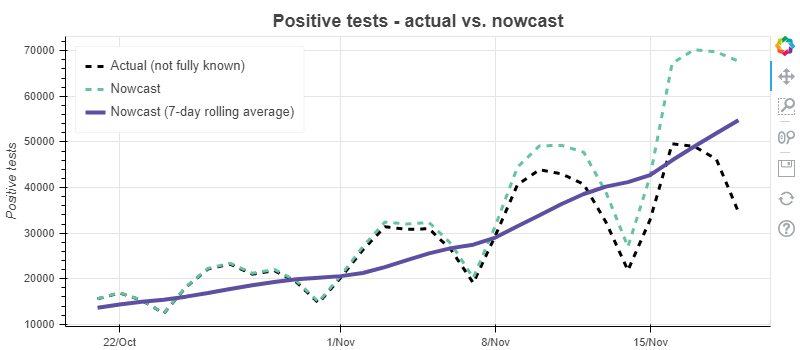 Positive tests - actual vs. nowcast
Actual (not fully known)
Nowcast
Nowcast (7-day rolling average)
70000
60000
50000
40000
30000
20000
10000
Positive tests
22/Oct
1/Nov
8/Nov
15/Nov